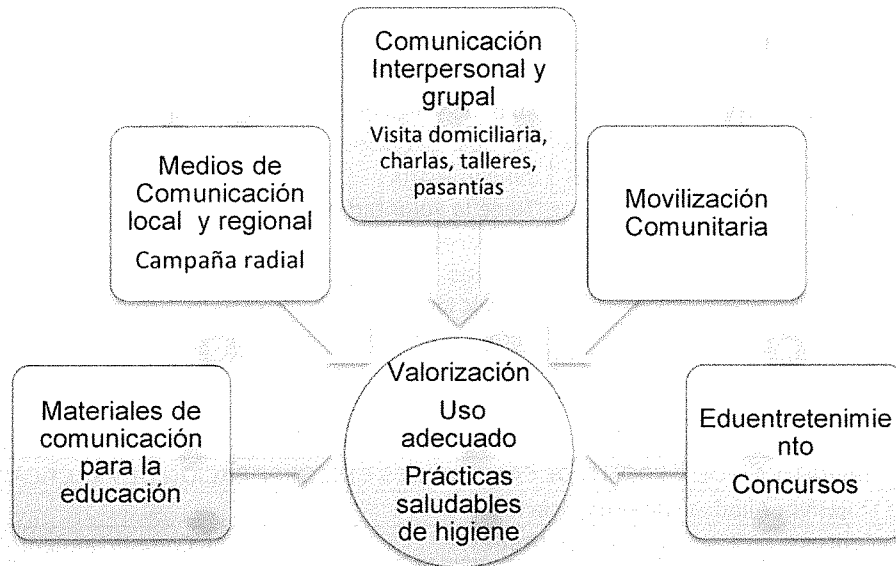 Comunicación
Interpersonal y
grupal
Visita domiciliaria,
charlas, talleres,
pasantías
Medios de
Comunicación
local y regional
Campaña radial
Movilización
Comunitaria
Materiales de
comunicación
para la
educación
Valorización
Uso
adecuado
Prácticas
saludables
de higiene
Eduentretenimie
nto
Concursos